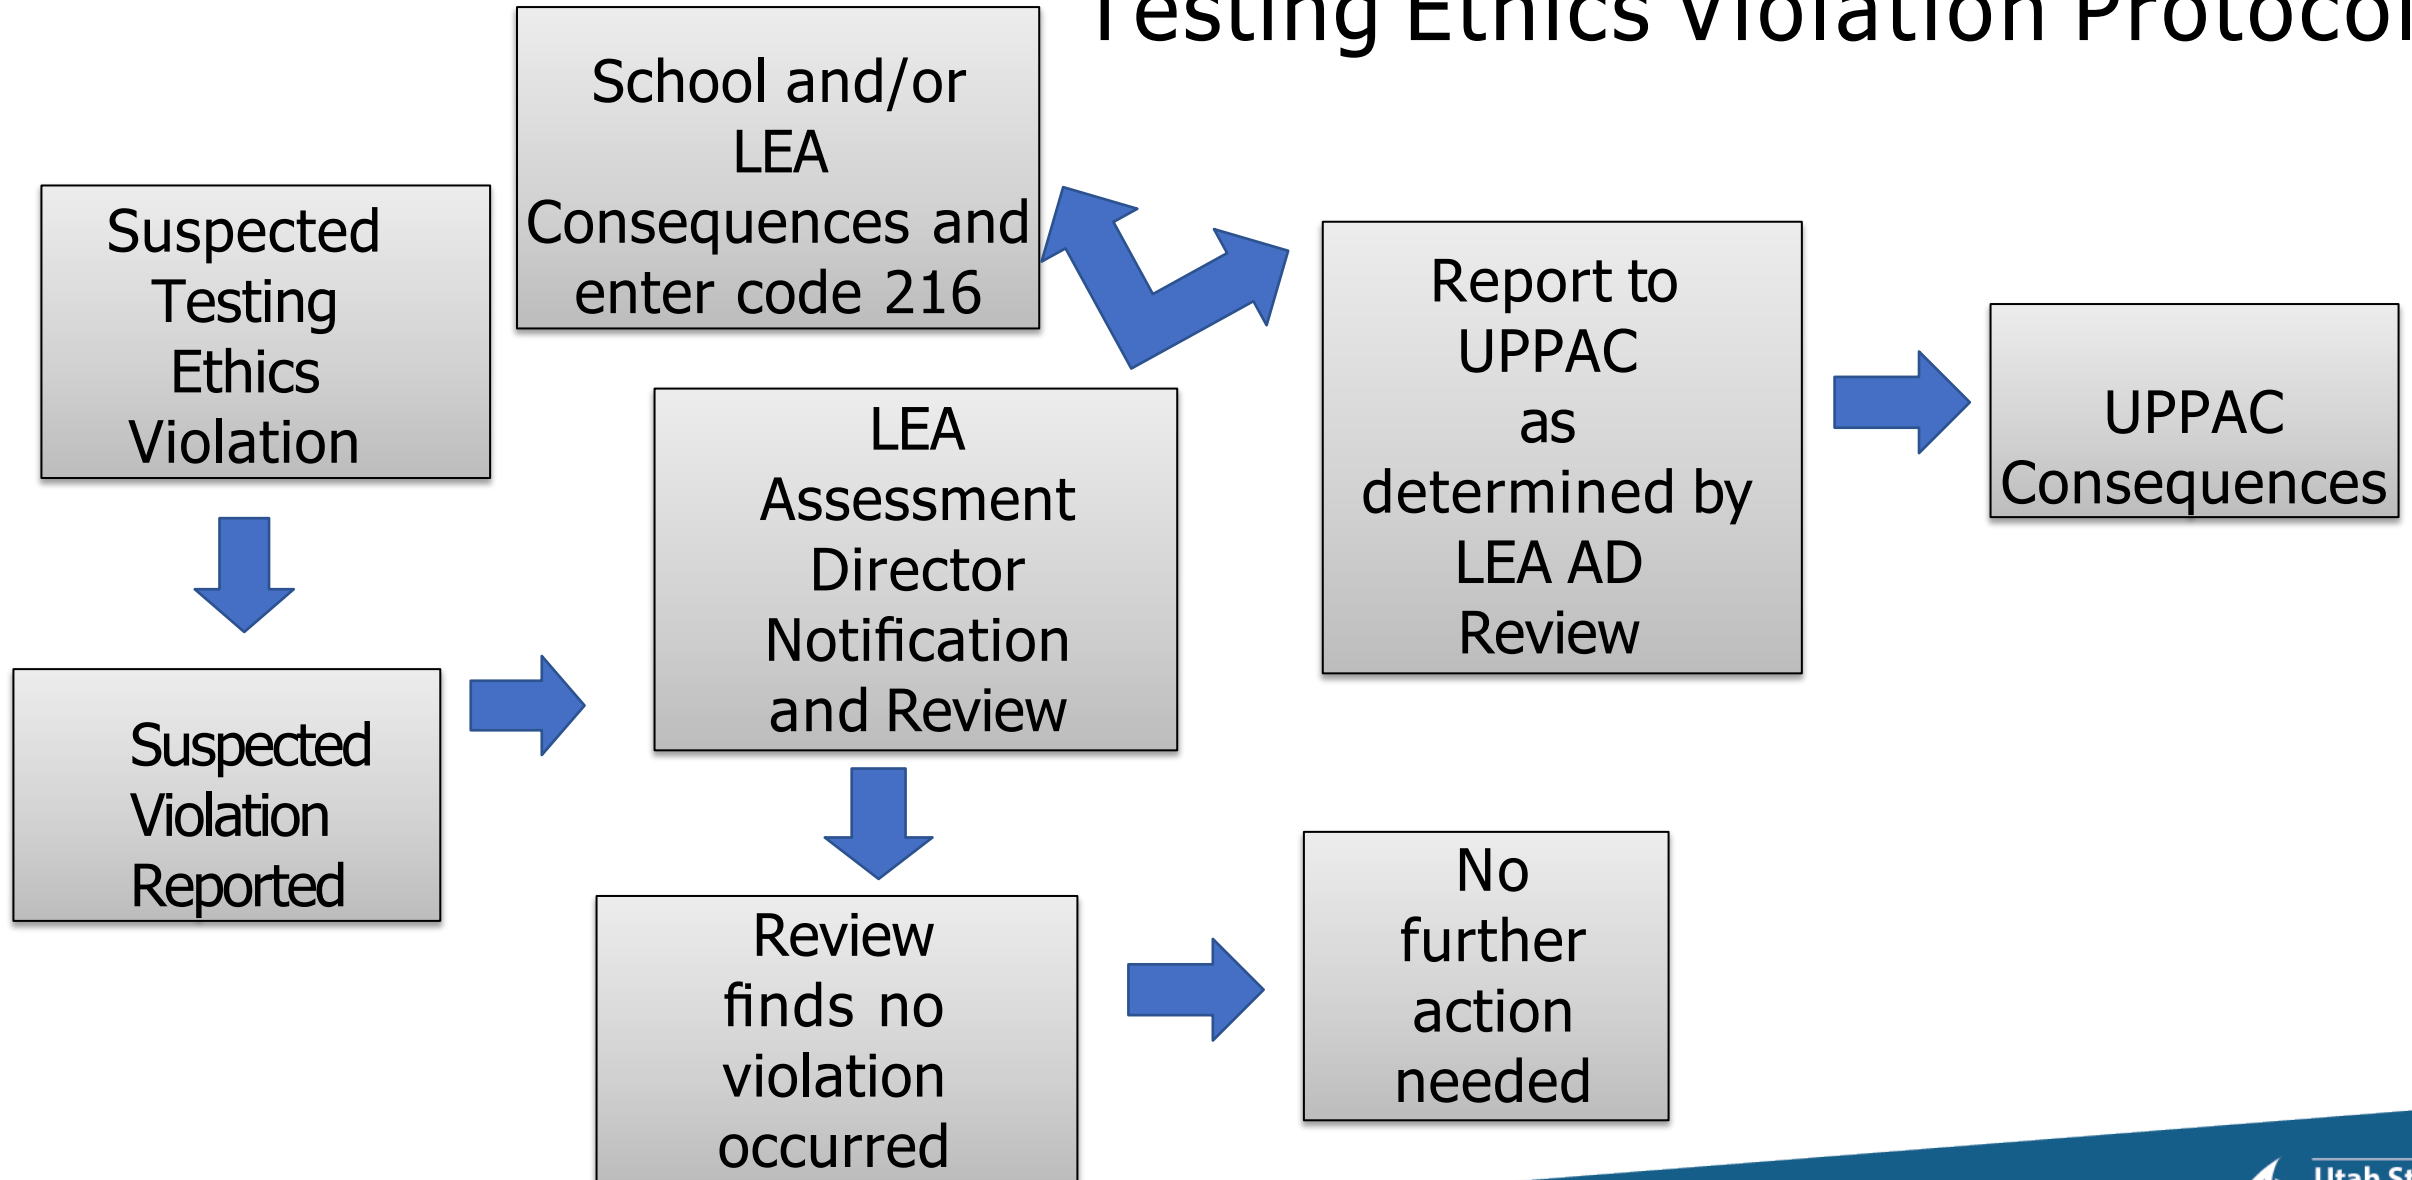 Testing Ethics Violation Protocol
School and/or
LEA
Consequences and
enter code 216
Suspected
Testing
Ethics
Violation
Report to
UPPAC
as
determined by
LEA AD
Review
UPPAC
Consequences
LEA
Assessment
Director
Notification
and Review
Suspected
Violation
Reported
Review
finds no
violation
occurred
No
further
action
needed
Utah St